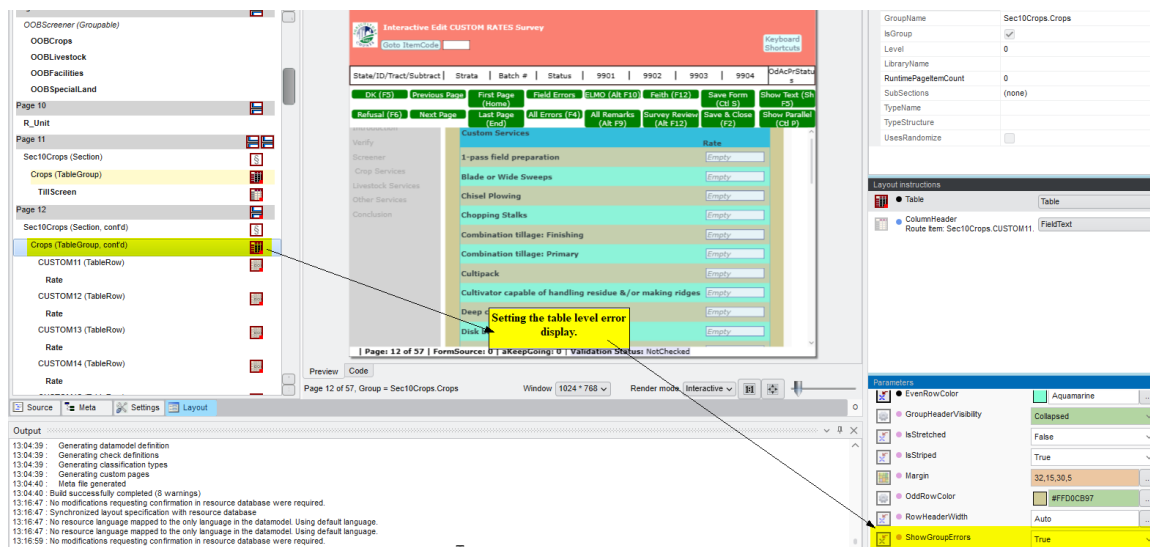 OOBScreener (Groupable)
OOBCrops
OOBLivestock
OOBFacilities
OOBSpecialLand
Page 10
R_Unit
Page 11
Sec10Crops (Section)
Crops (TableGroup)
TillScreen
Page 12
Sec10Crops (Section, cont'd)
Crops (TableGroup, cont'd)
CUSTOM11 (TableRow)
Rate
CUSTOM12 (TableRow)
Rate
CUSTOM13 (TableRow)
Rate
CUSTOM14 (TableRow)
Rate
Source Meta Settings Layout
Interactive Edit CUSTOM RATES Survey
Goto ItemCode
Keyboard
Shortcuts
State/ID/Tract/Subtract | Strata | Batch # | Status | 9901 | 9902 | 9903 | 9904
OdAcPrStatu
s
DK (F5) Previous Page First Page
(Home) Field Errors ELMO (Alt F10) Feith (F12) Save Form
(Ctl S) Show Text (Sh
F5)
Refusal (F6) Next Page Last Page
(End) All Errors (F4) All Remarks
(Alt F9) Survey Review
(Alt F12) Save & Close
(F2) Show Parallel
(Ctl P)
Introduction
Verify
Screener
Crop Services
Livestock Services
Other Services
Conclusion
Custom Services
Rate
1-pass field preparation Empty
Blade or Wide Sweeps Empty
Chisel Plowing Empty
Chopping Stalks Empty
Combination tillage: Finishing Empty
Combination tillage: Primary Empty
Cultipack Empty
Cultivator capable of handling residue &/or making ridges Empty
Deep Empty
Disk Empty
Setting the table level error
display.
| Page: 12 of 57 | FormSource: 0 | aKeepGoing: 0 | Validation Status: NotChecked
Preview Code
Page 12 of 57, Group = Sec10Crops.Crops Window 1024 * 768 Render mode Interactive
GroupName Sec10Crops.Crops
IsGroup
Level 0
LibraryName
RuntimePageItemCount 0
SubSections (none)
TypeName
TypeStructure
UsesRandomize
Layout instructions
Table Table
ColumnHeader
Route Item: Sec10Crops.CUSTOM11. FieldText
Parameters
EvenRowColor Aquamarine
GroupHeaderVisibility Collapsed
IsStretched False
IsStriped True
Margin 32,15,30,5
OddRowColor #FFD0CB97
RowHeaderWidth Auto
ShowGroupErrors True
Output
13:04:39 : Generating datamodel definition
13:04:39 : Generating check definitions
13:04:39 : Generating classification types
13:04:39 : Generating custom pages
13:04:40 : Meta file generated
13:04:40 : Build successfully completed (8 warnings)
13:16:47 : No modifications requesting confirmation in resource database were required.
13:16:47 : Synchronized layout specification with resource database
13:16:47 : No resource language mapped to the only language in the datamodel. Using default language.
13:16:47 : No resource language mapped to the only language in the datamodel. Using default language.
13:16:59 : No modifications requesting confirmation in resource database were required.